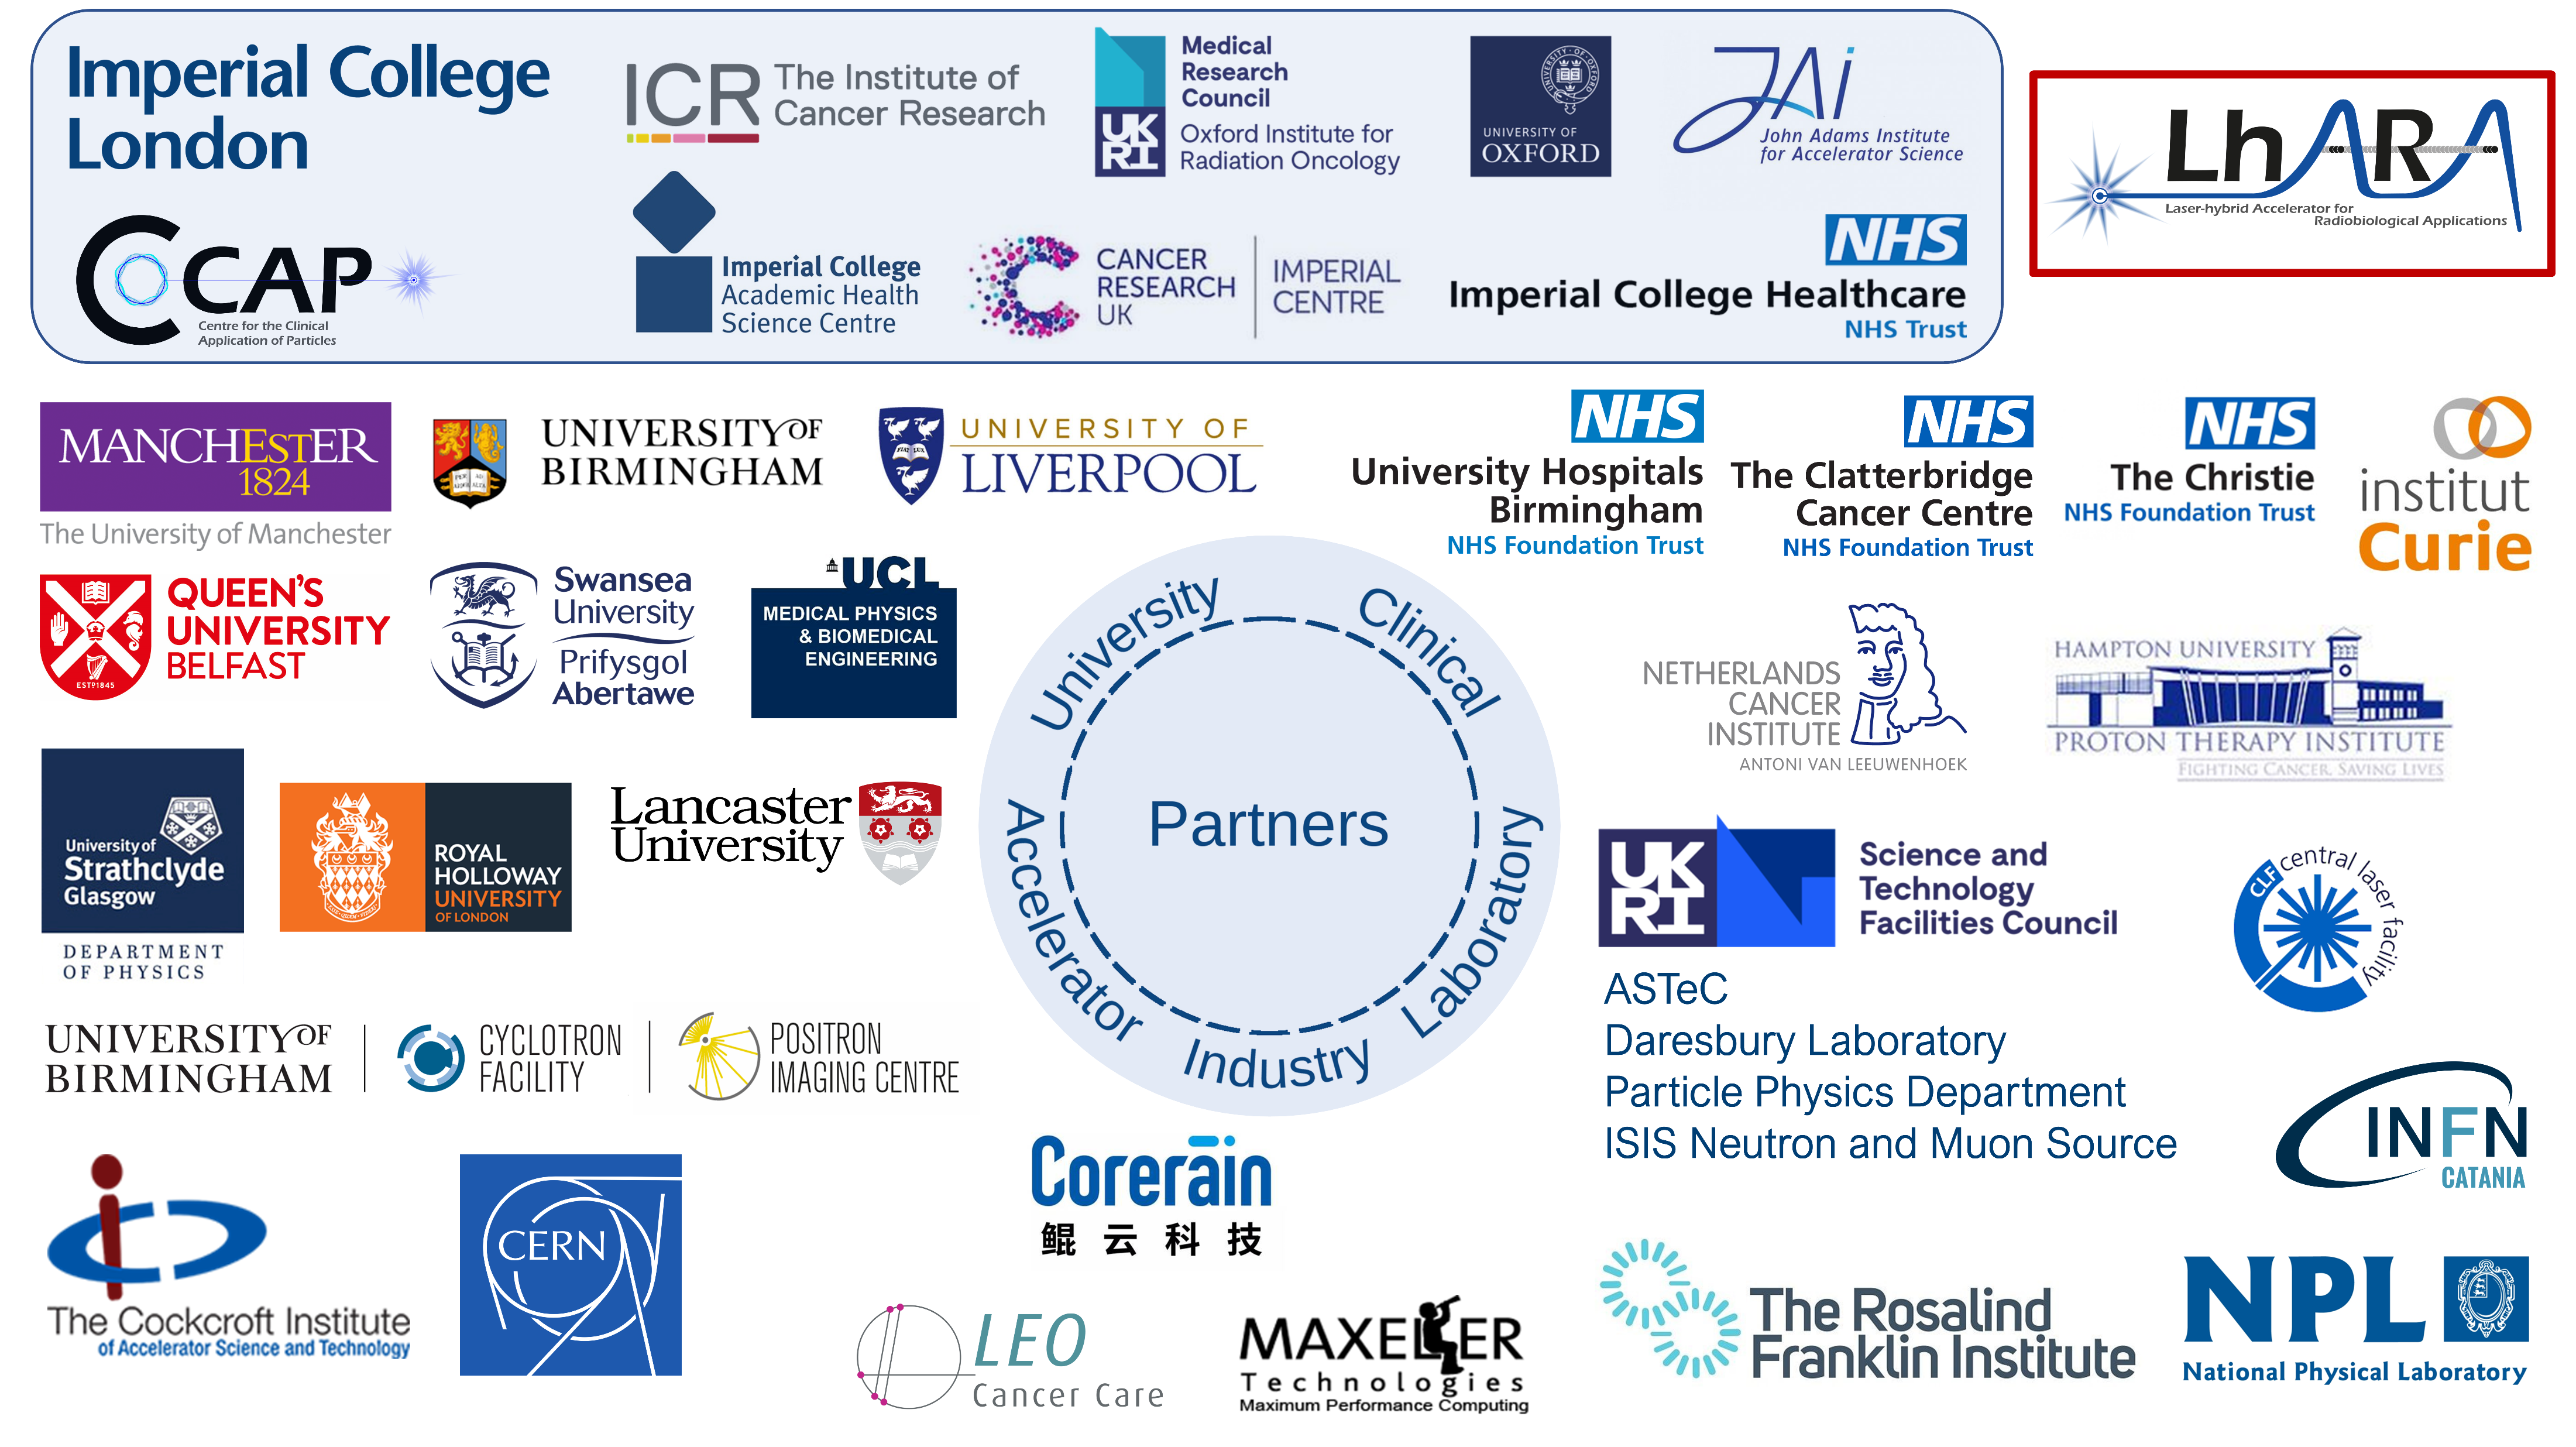 Imperial College
London
CCAP
Centre for the Clinical
Application of Particles
ICR
The Institute of
Cancer Research
Medical
Research
Council
UK
RI
Oxford Institute for
Radiation Oncology
UNIVERSITY OF
OXFORD
JAi
John Adams Institute
for Accelerator Science
Imperial College
Academic Health
Science Centre
CANCER
RESEARCH
UK
IMPERIAL
CENTRE
NHS
Imperial College Healthcare
NHS Trust
LhARA
Laser-hybrid Accelerator for
Radiobiological Applications
MANCHEsTER
1824
The University of Manchester
UNIVERSITYOF
BIRMINGHAM
UNIVERSITY OF
LIVERPOOL
NHS
University Hospitals
Birmingham
NHS Foundation Trust
NHS
The Clatterbridge
Cancer Centre
NHS Foundation Trust
NHS
The Christie
NHS Foundation Trust
institut
Curie
QUEEN'S
UNIVERSITY
BELFAST
ESTD1845
Swansea
University
Prifysgol
Abertawe
UCL
MEDICAL PHYSICS
& BIOMEDICAL
ENGINEERING
NETHERLANDS
CANCER
INSTITUTE
ANTONI VAN LEEUWENHOEK
HAMPTON UNIVERSITY
PROTON THERAPY INSTITUTE
FIGHTING CANCER, SAVING LIVES
University of
Strathclyde
Glasgow
DEPARTMENT
OF PHYSICS
ROYAL
HOLLOWAY
UNIVERSITY
OF LONDON
Lancaster
University
University
Clinical
Partners
Accelerator
Laboratory
Industry
UK
RI
Science and
Technology
Facilities Council
CLF central laser facility
ASTeC
Daresbury Laboratory
Particle Physics Department
ISIS Neutron and Muon Source
INFN
CATANIA
UNIVERSITYOF
BIRMINGHAM
CYCLOTRON
FACILITY
POSITRON
IMAGING CENTRE
The Cockcroft Institute
of Accelerator Science and Technology
CERN
Corerain
鲲云科技
LEO
Cancer Care
MAXELER
Technologies
Maximum Performance Computing
The Rosalind
Franklin Institute
NPL
National Physical Laboratory